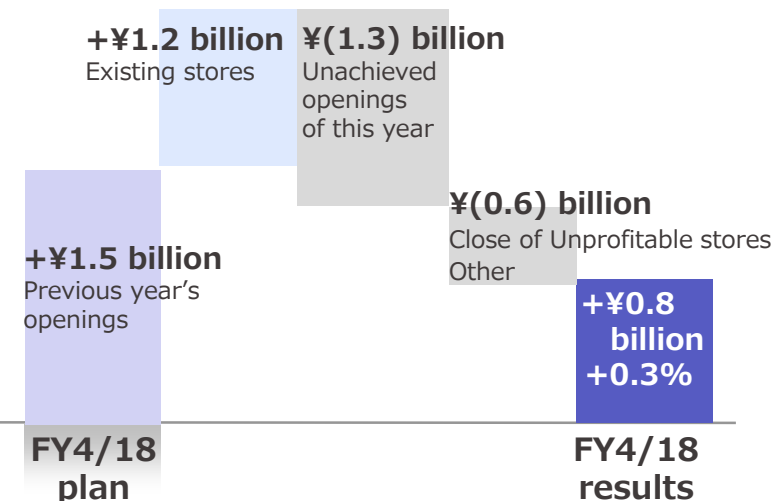 +¥1.2 billion
Existing stores
¥(1.3) billion
Unachieved
openings
of this year
¥(0.6) billion
Close of Unprofitable stores
Other
+¥1.5 billion
Previous year’s
openings
+¥0.8
billion
+0.3%
FY4/18
plan
FY4/18
results